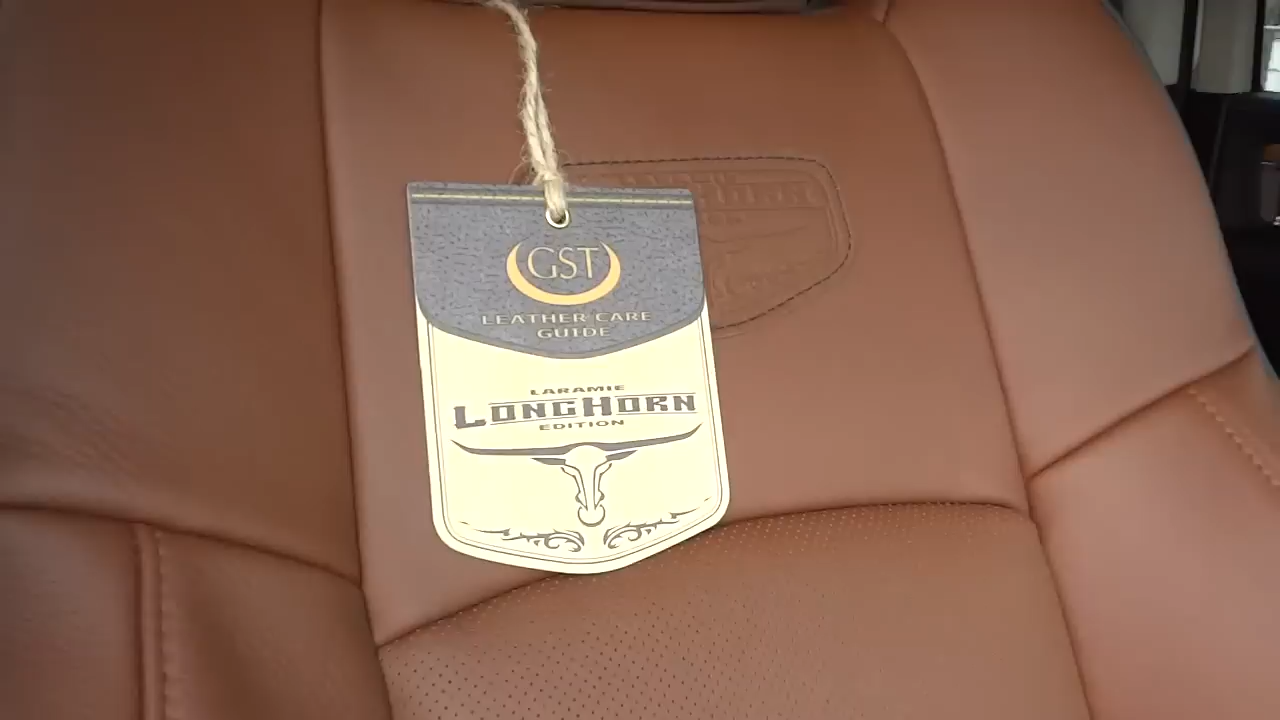 GST
LEATHER CARE
GUIDE
LARAMIE
LONGHORN
EDITION